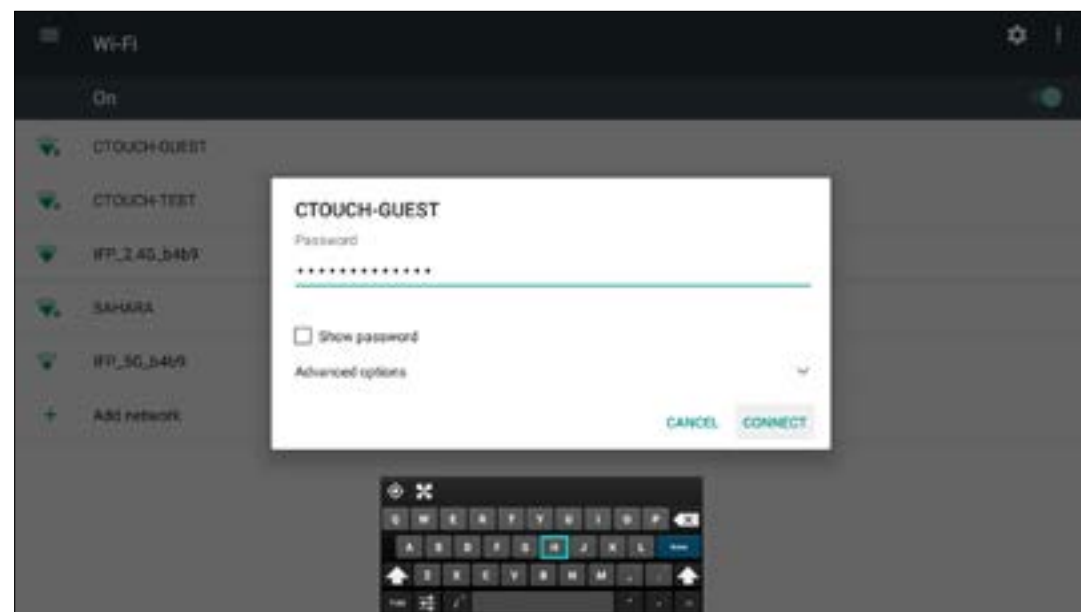 Wi-Fi
On
CTOUCH-GUEST
CTOUCH-TEST
IFP_2.4G_b4b9
SAHARA
IFP_5G_b4b9
Add network
CTOUCH-GUEST
Password
•••••••••••••
Show password
Advanced options
CANCEL CONNECT
Q W E R T Y U I O P
A S D F G H J K L
Z X C V B N M